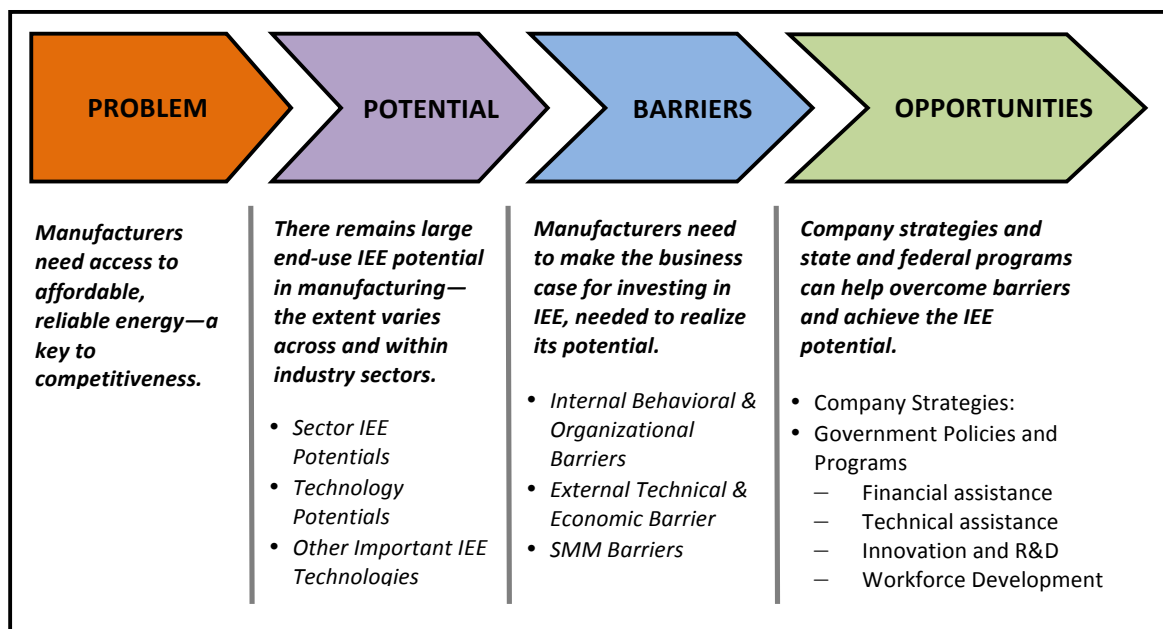 PROBLEM
POTENTIAL
BARRIERS
OPPORTUNITIES
Manufacturers
need access to
affordable,
reliable energy—a
key to
competitiveness.
There remains large
end-use IEE potential
in manufacturing—
the extent varies
across and within
industry sectors.
• Sector IEE
Potentials
• Technology
Potentials
• Other Important IEE
Technologies
Manufacturers need
to make the business
case for investing in
IEE, needed to realize
its potential.
• Internal Behavioral &
Organizational
Barriers
• External Technical &
Economic Barrier
• SMM Barriers
Company strategies and
state and federal programs
can help overcome barriers
and achieve the IEE
potential.
• Company Strategies:
• Government Policies and
Programs
– Financial assistance
– Technical assistance
– Innovation and R&D
– Workforce Development